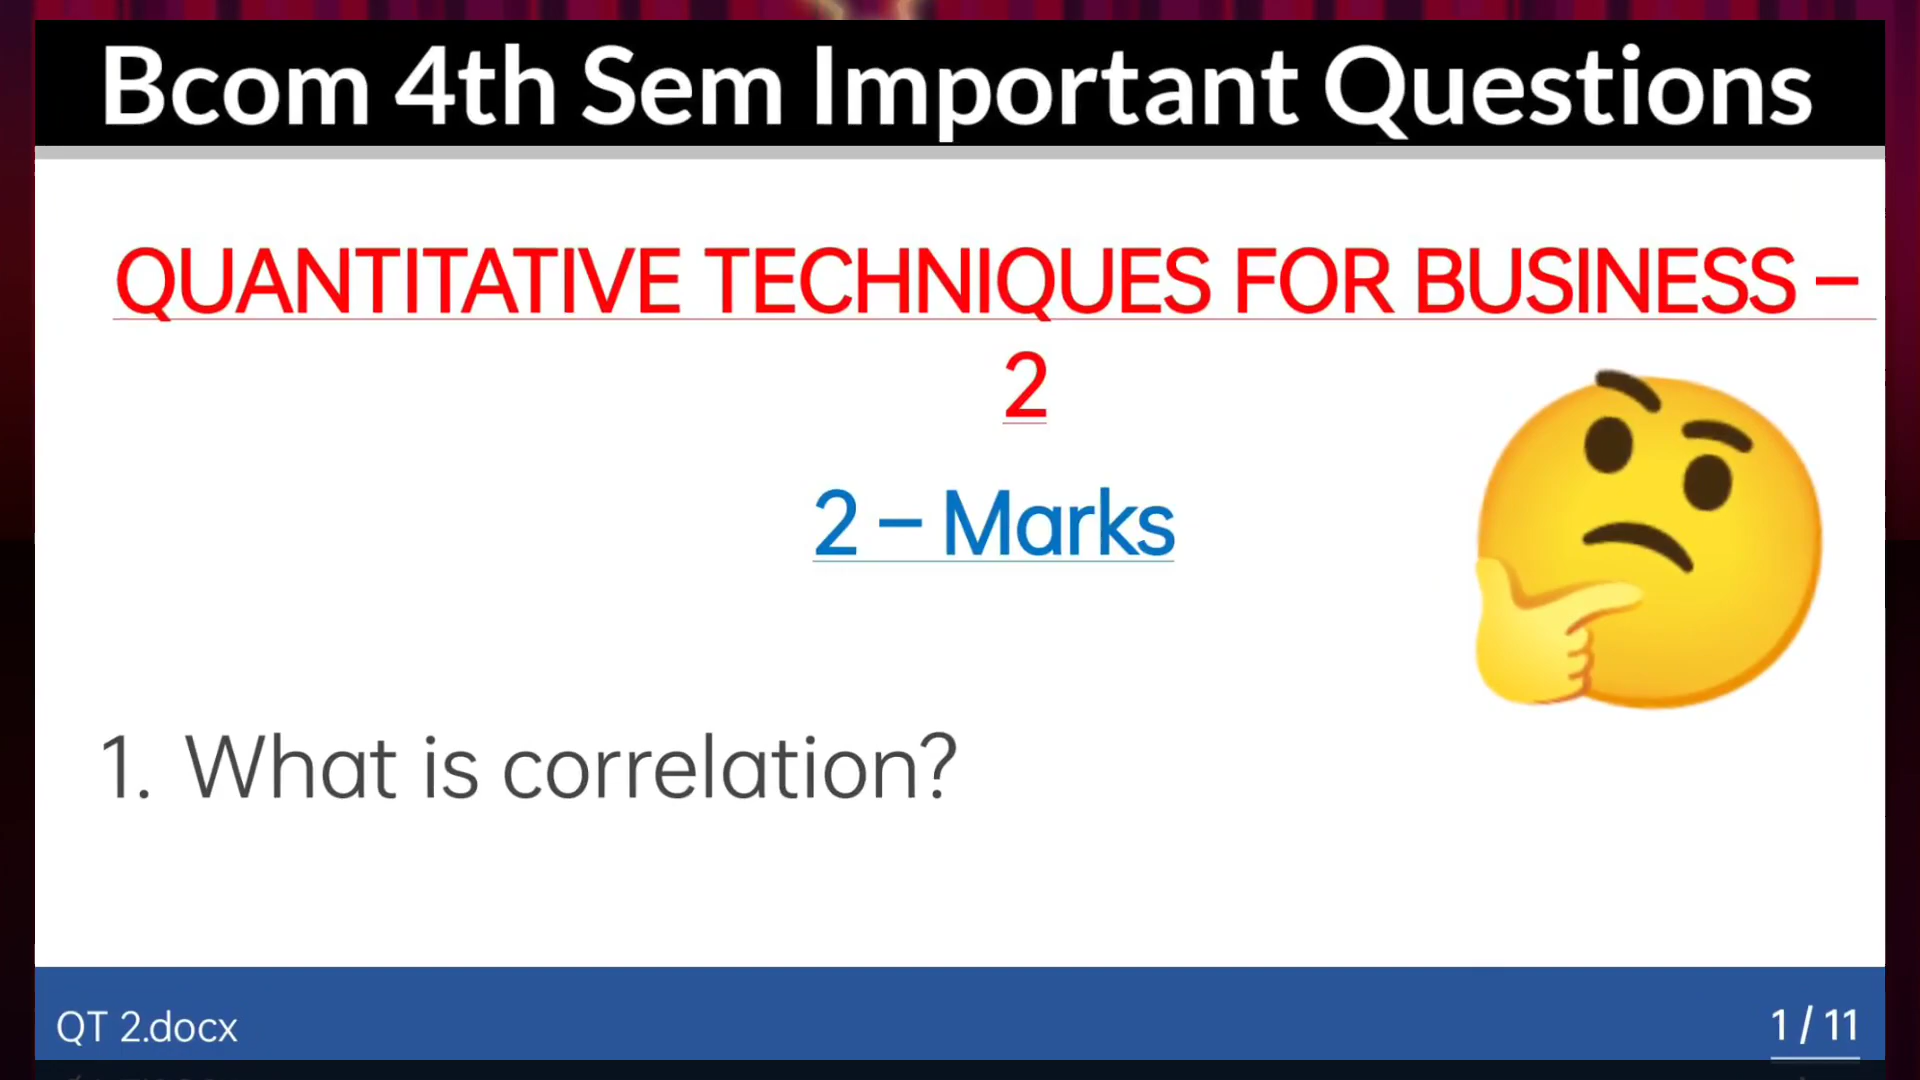 Bcom 4th Sem Important Questions
QUANTITATIVE TECHNIQUES FOR BUSINESS –
2
2 – Marks
1. What is correlation?
QT 2.docx
1 / 11